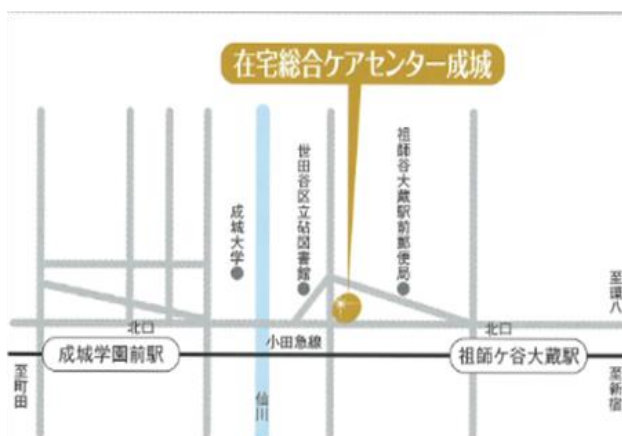 在宅総合ケアセンター成城
成城大学
世田谷区立砧図書館
祖師谷大蔵駅前郵便局
至環八
北口
北口
小田急線
成城学園前駅
祖師ケ谷大蔵駅
至町田
仙川
至新宿